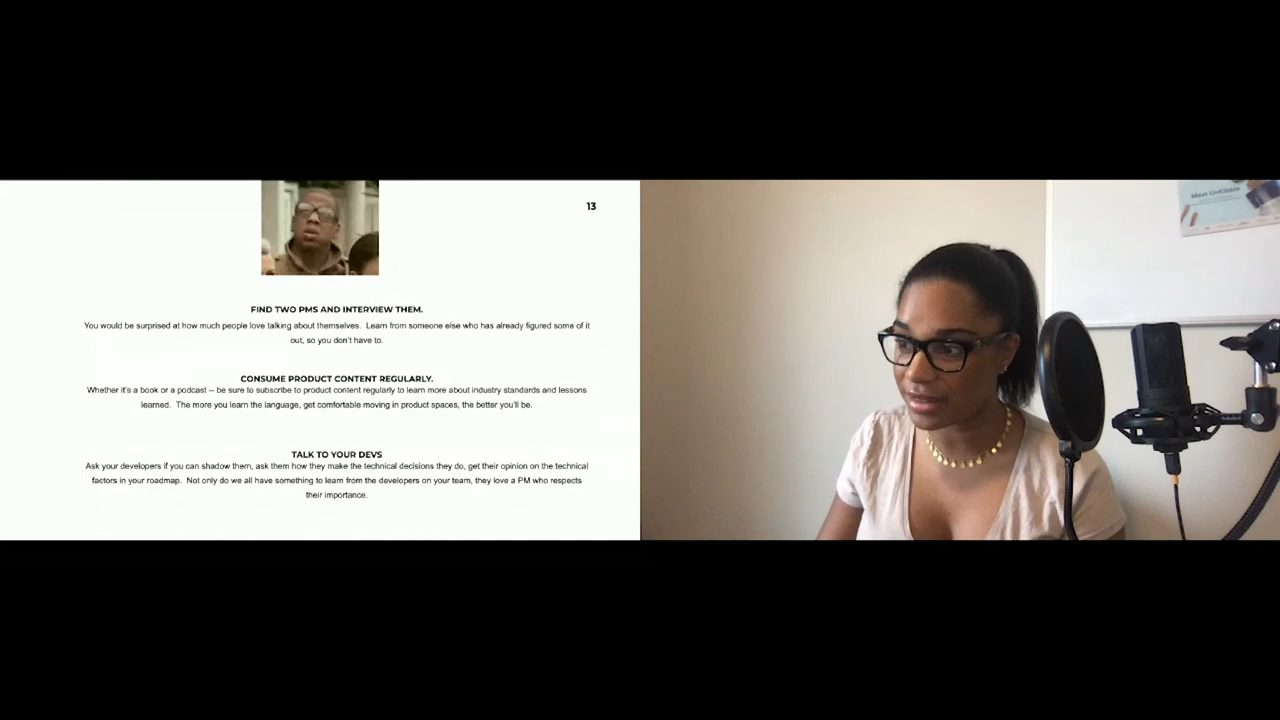 13
FIND TWO PMS AND INTERVIEW THEM.
You would be surprised at how much people love talking about themselves. Learn from someone else who has already figured some of it
out, so you don't have to.
CONSUME PRODUCT CONTENT REGULARLY.
Whether it's a book or a podcast -- be sure to subscribe to product content regularly to learn more about industry standards and lessons
learned. The more you learn the language, get comfortable moving in product spaces, the better you'll be.
TALK TO YOUR DEVS
Ask your developers if you can shadow them, ask them how they make the technical decisions they do, get their opinion on the technical
factors in your roadmap. Not only do we all have something to learn from the developers on your team, they love a PM who respects
their importance.
Meet